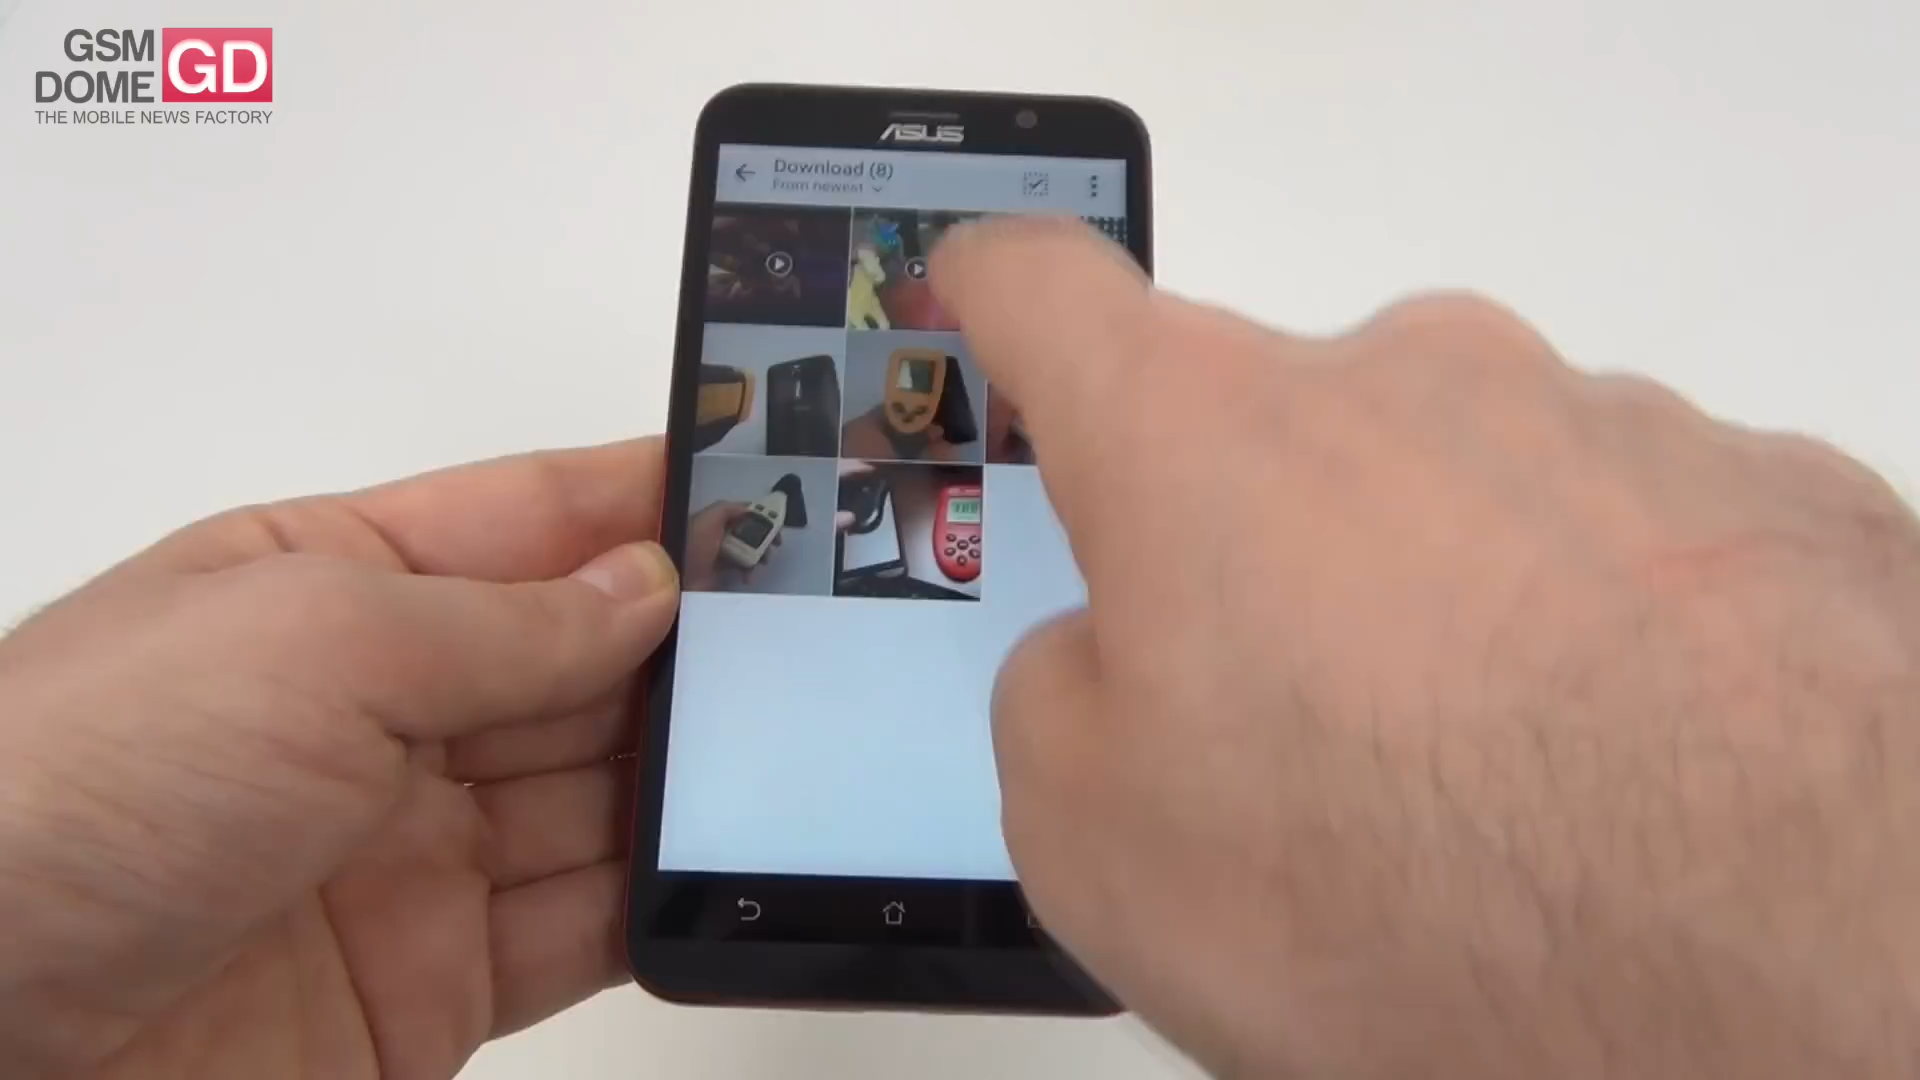 GSM
DOME
GD
THE MOBILE NEWS FACTORY
ASUS
Download (8)
From newest